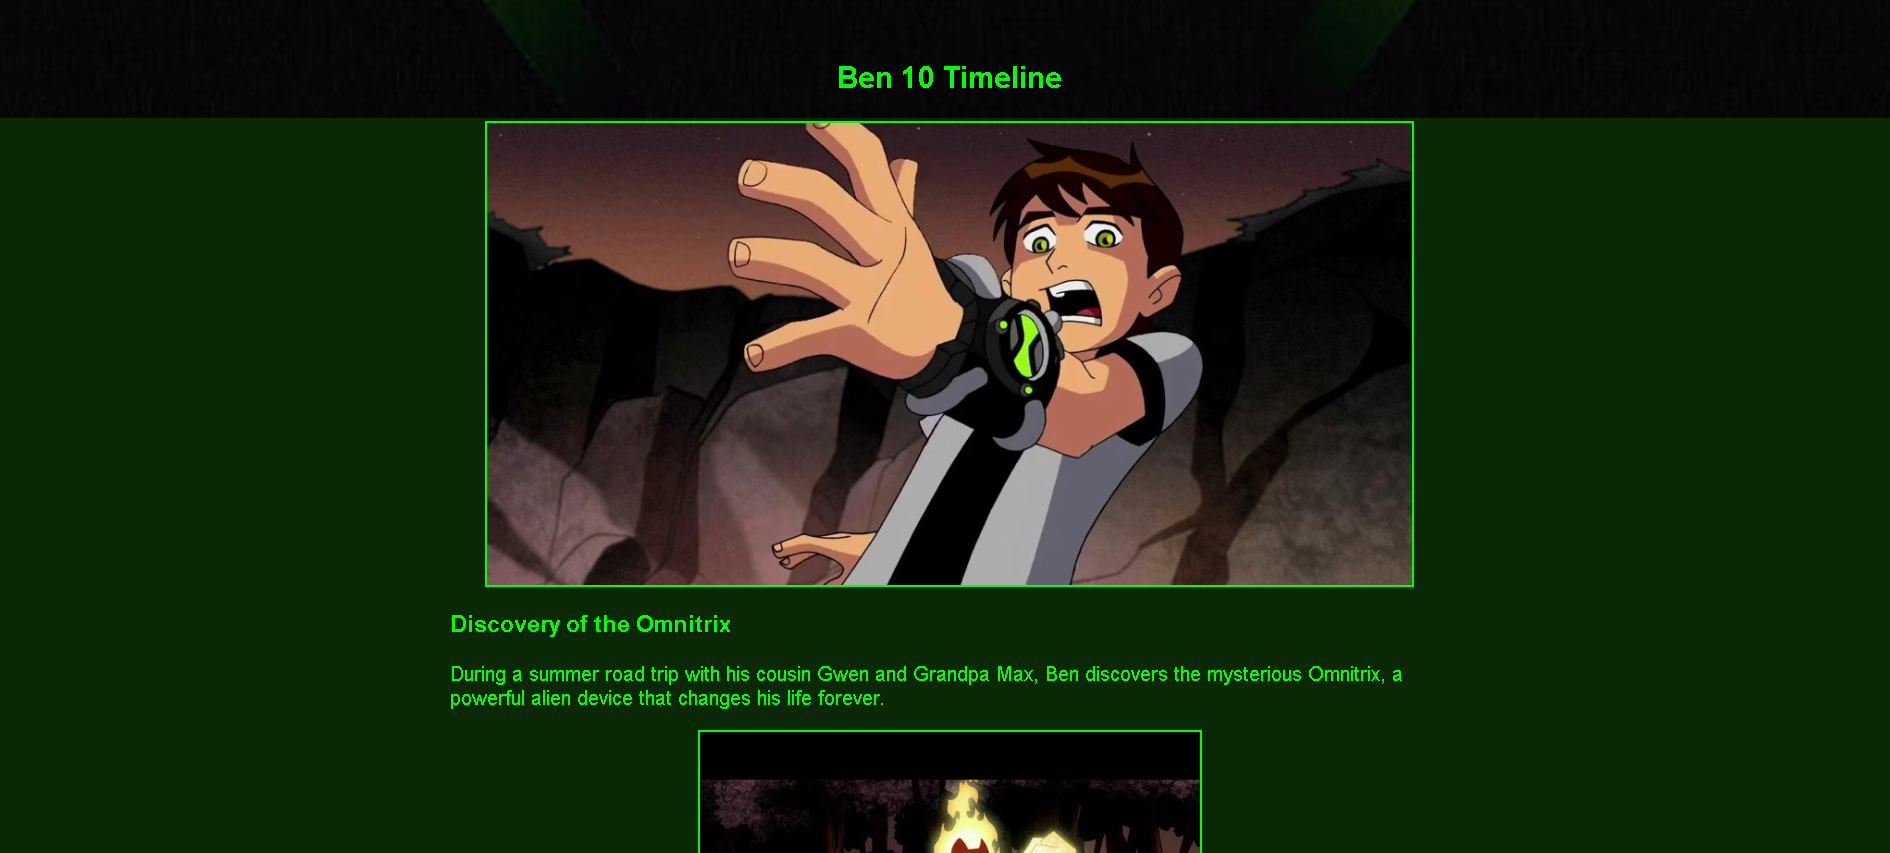 Ben 10 Timeline
Discovery of the Omnitrix
During a summer road trip with his cousin Gwen and Grandpa Max, Ben discovers the mysterious Omnitrix, a
powerful alien device that changes his life forever.